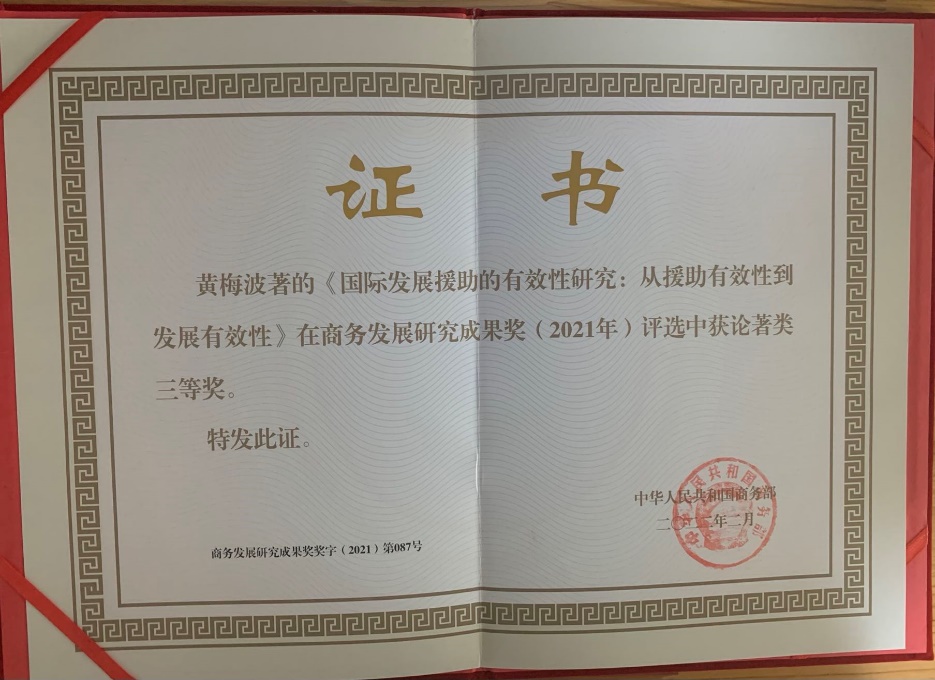 证 书
黄梅波著的《国际发展援助的有效性研究：从援助有效性到
发展有效性》在商务发展研究成果奖（2021年）评选中获论著类
三等奖。
特发此证。
中华人民共和国商务部
二〇二二年二月
商务发展研究成果奖奖字（2021）第087号